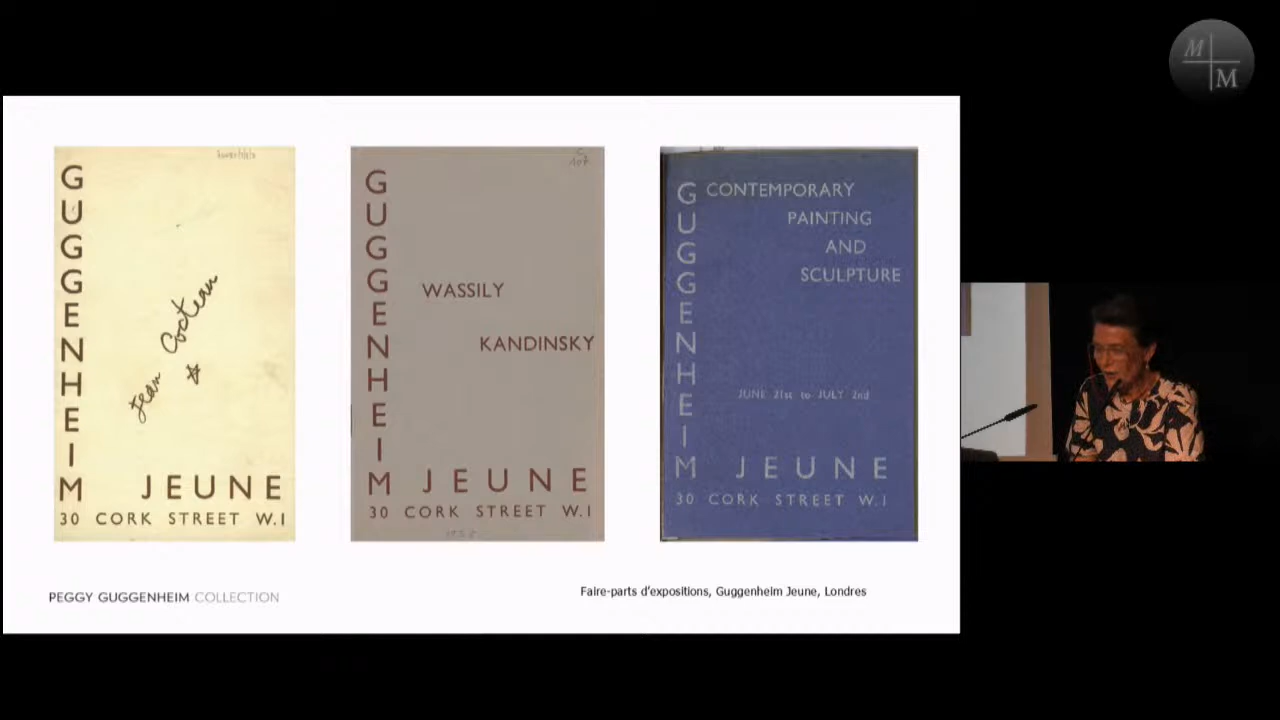 M
M
GUGGENHEIM
Jean Cocteau
JEUNE
30 CORK STREET W.1
GUGGENHEIM
WASSILY
KANDINSKY
JEUNE
30 CORK STREET W.1
GUGGENHEIM
CONTEMPORARY
PAINTING
AND
SCULPTURE
JUNE 21st to JULY 2nd
JEUNE
30 CORK STREET W.1
PEGGY GUGGENHEIM COLLECTION
Faire-parts d'expositions, Guggenheim Jeune, Londres